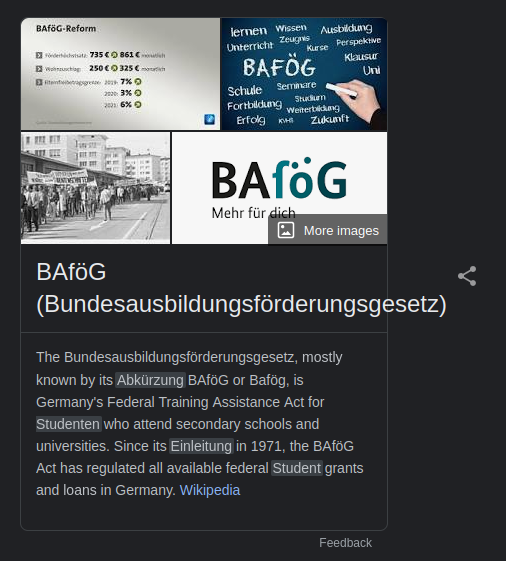 BAföG-Reform
Förderhöchstsatz: 735 € 861 € monatlich
Wohnzuschlag: 250 € 325 € monatlich
Elternfreibetragsgrenze: 2019: 7%
2020: 3%
2021: 6%
lernen Wissen Ausbildung
Unterricht Zeugnis Kurse Perspektive
BAFÖG Klausur
Uni
Schule Seminare
Fortbildung Studium
Weiterbildung
Erfolg KVHS Zukunft
BAföG
Mehr für dich
More images
BAföG
(Bundesausbildungsförderungsgesetz)
The Bundesausbildungsförderungsgesetz, mostly
known by its Abkürzung BAföG or Bafög, is
Germany's Federal Training Assistance Act for
Studenten who attend secondary schools and
universities. Since its Einleitung in 1971, the BAföG
Act has regulated all available federal Student grants
and loans in Germany. Wikipedia
Feedback